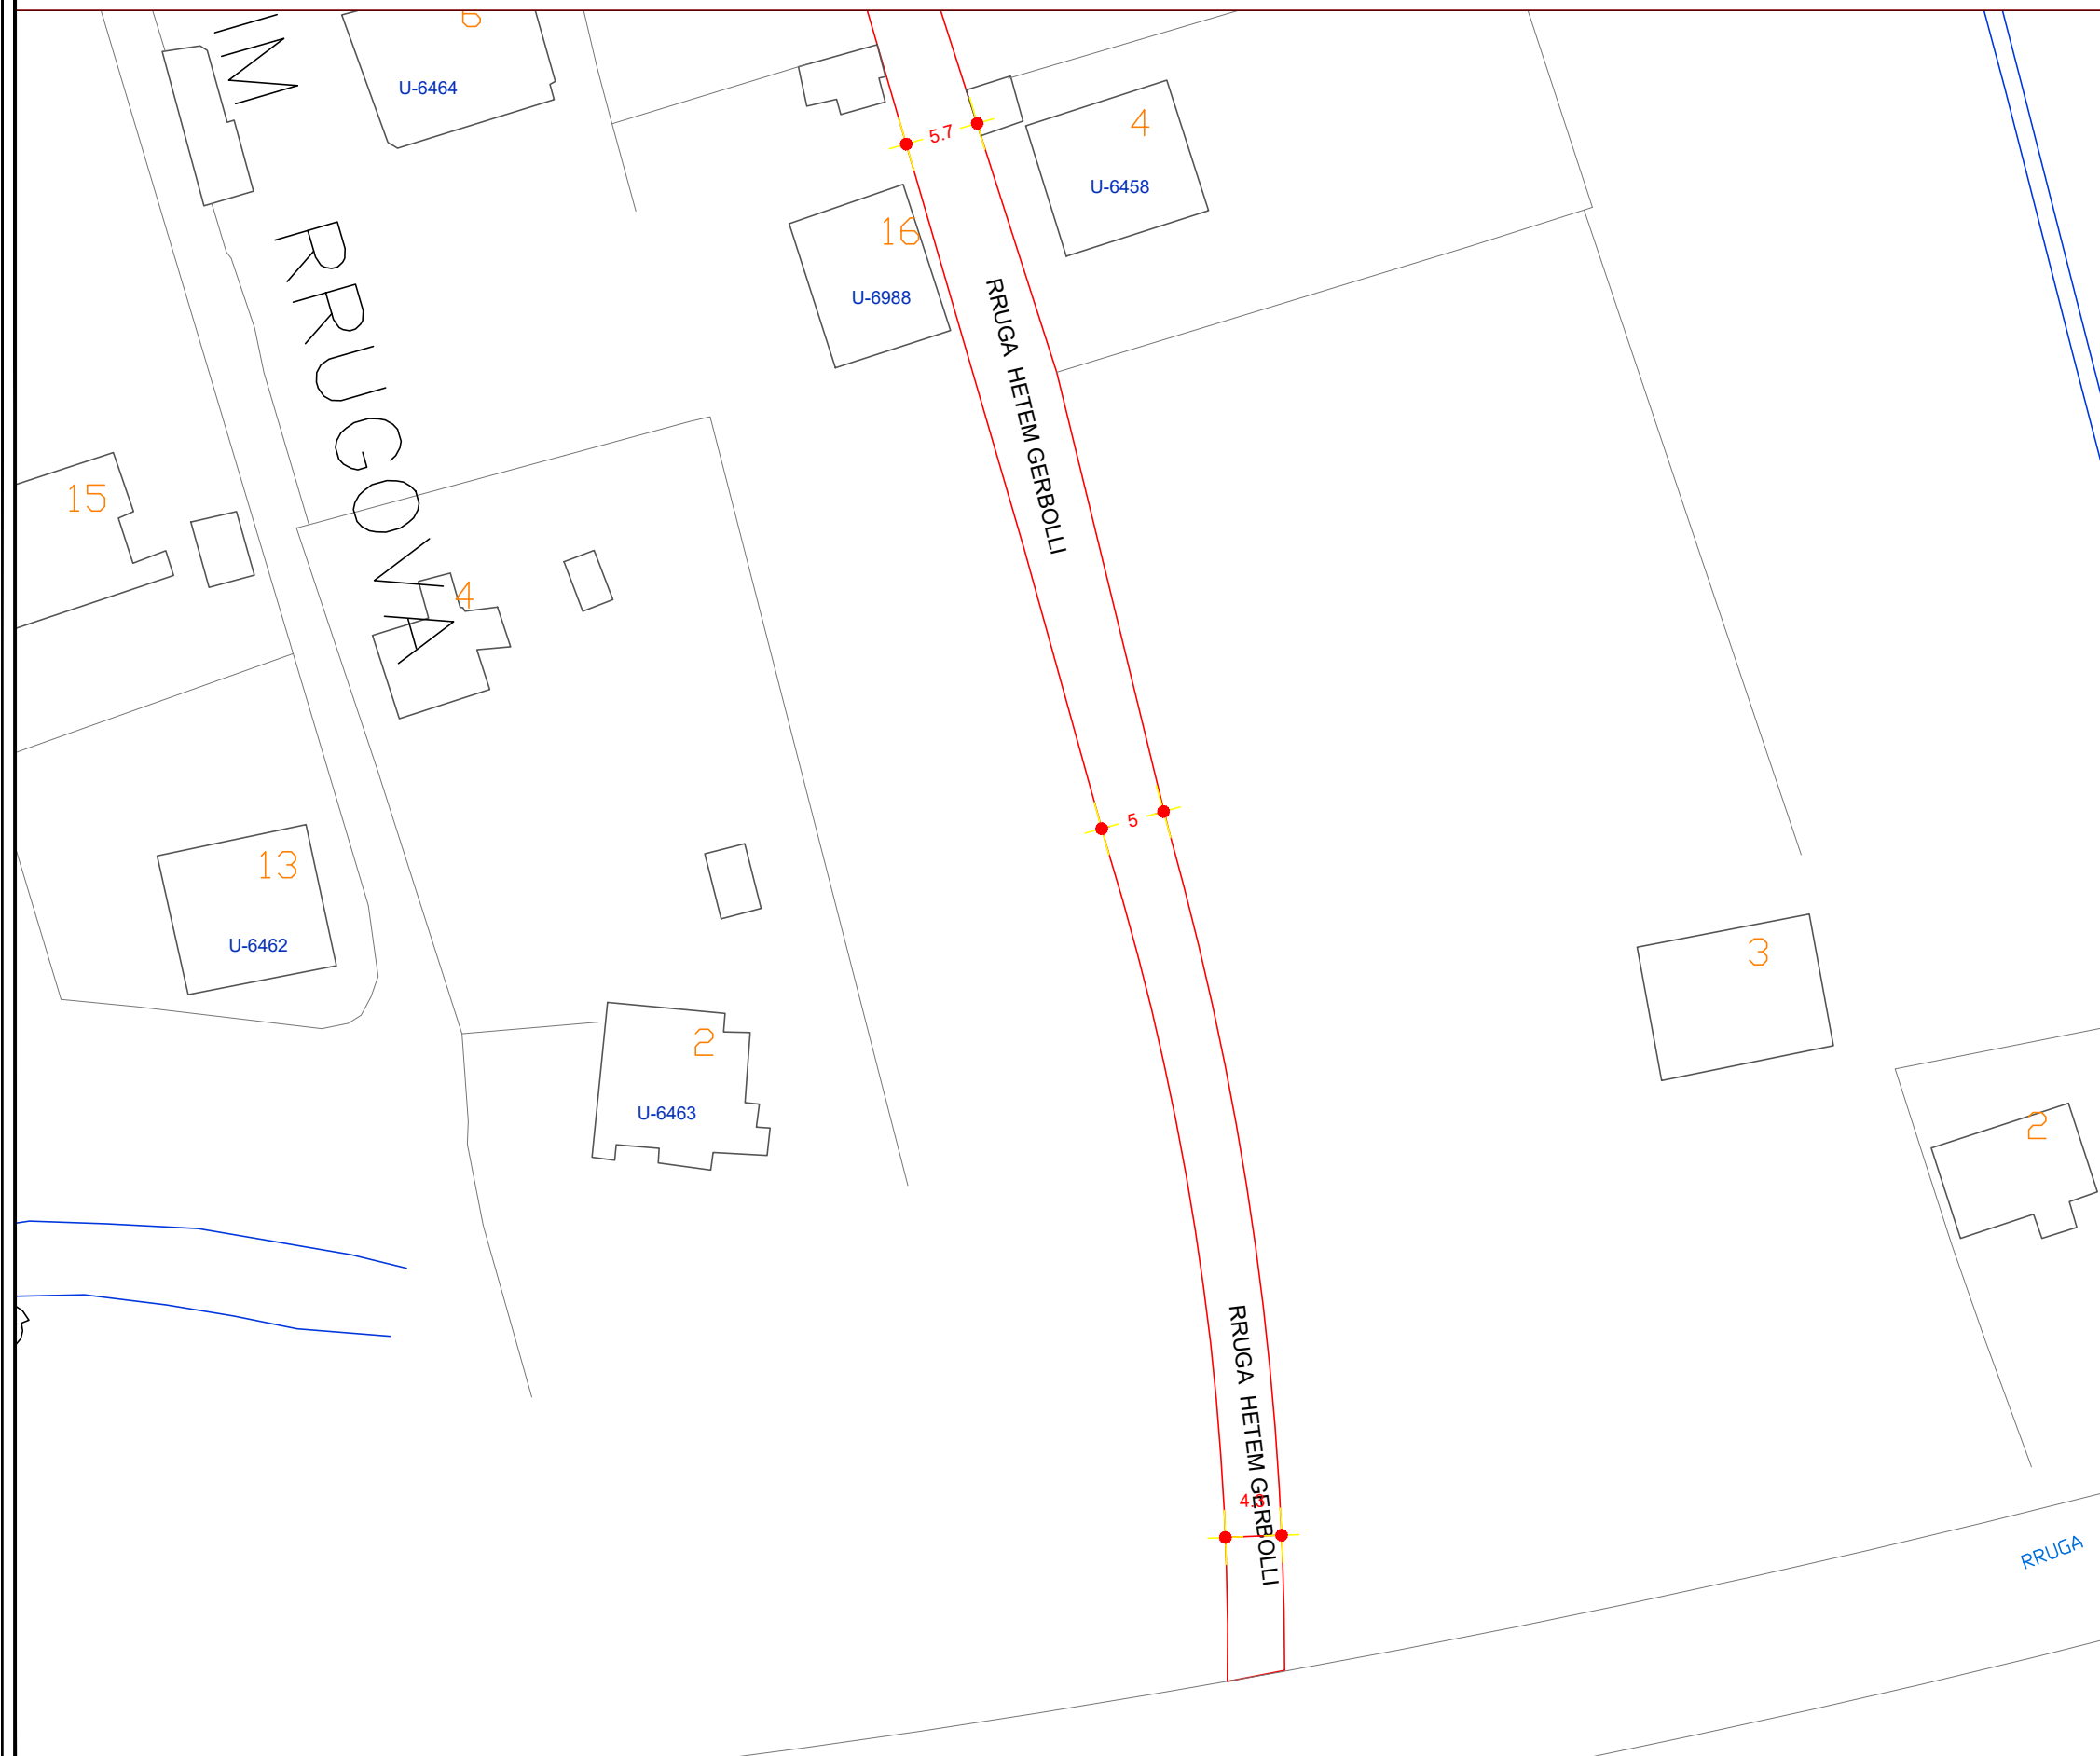 U-6464
5.7
4
U-6458
16
U-6988
RRUGOVA
RRUGA HETEM GERBOLLI
15
4
5
13
U-6462
3
2
U-6463
2
RRUGA HETEM GERBOLLI
RRUGA